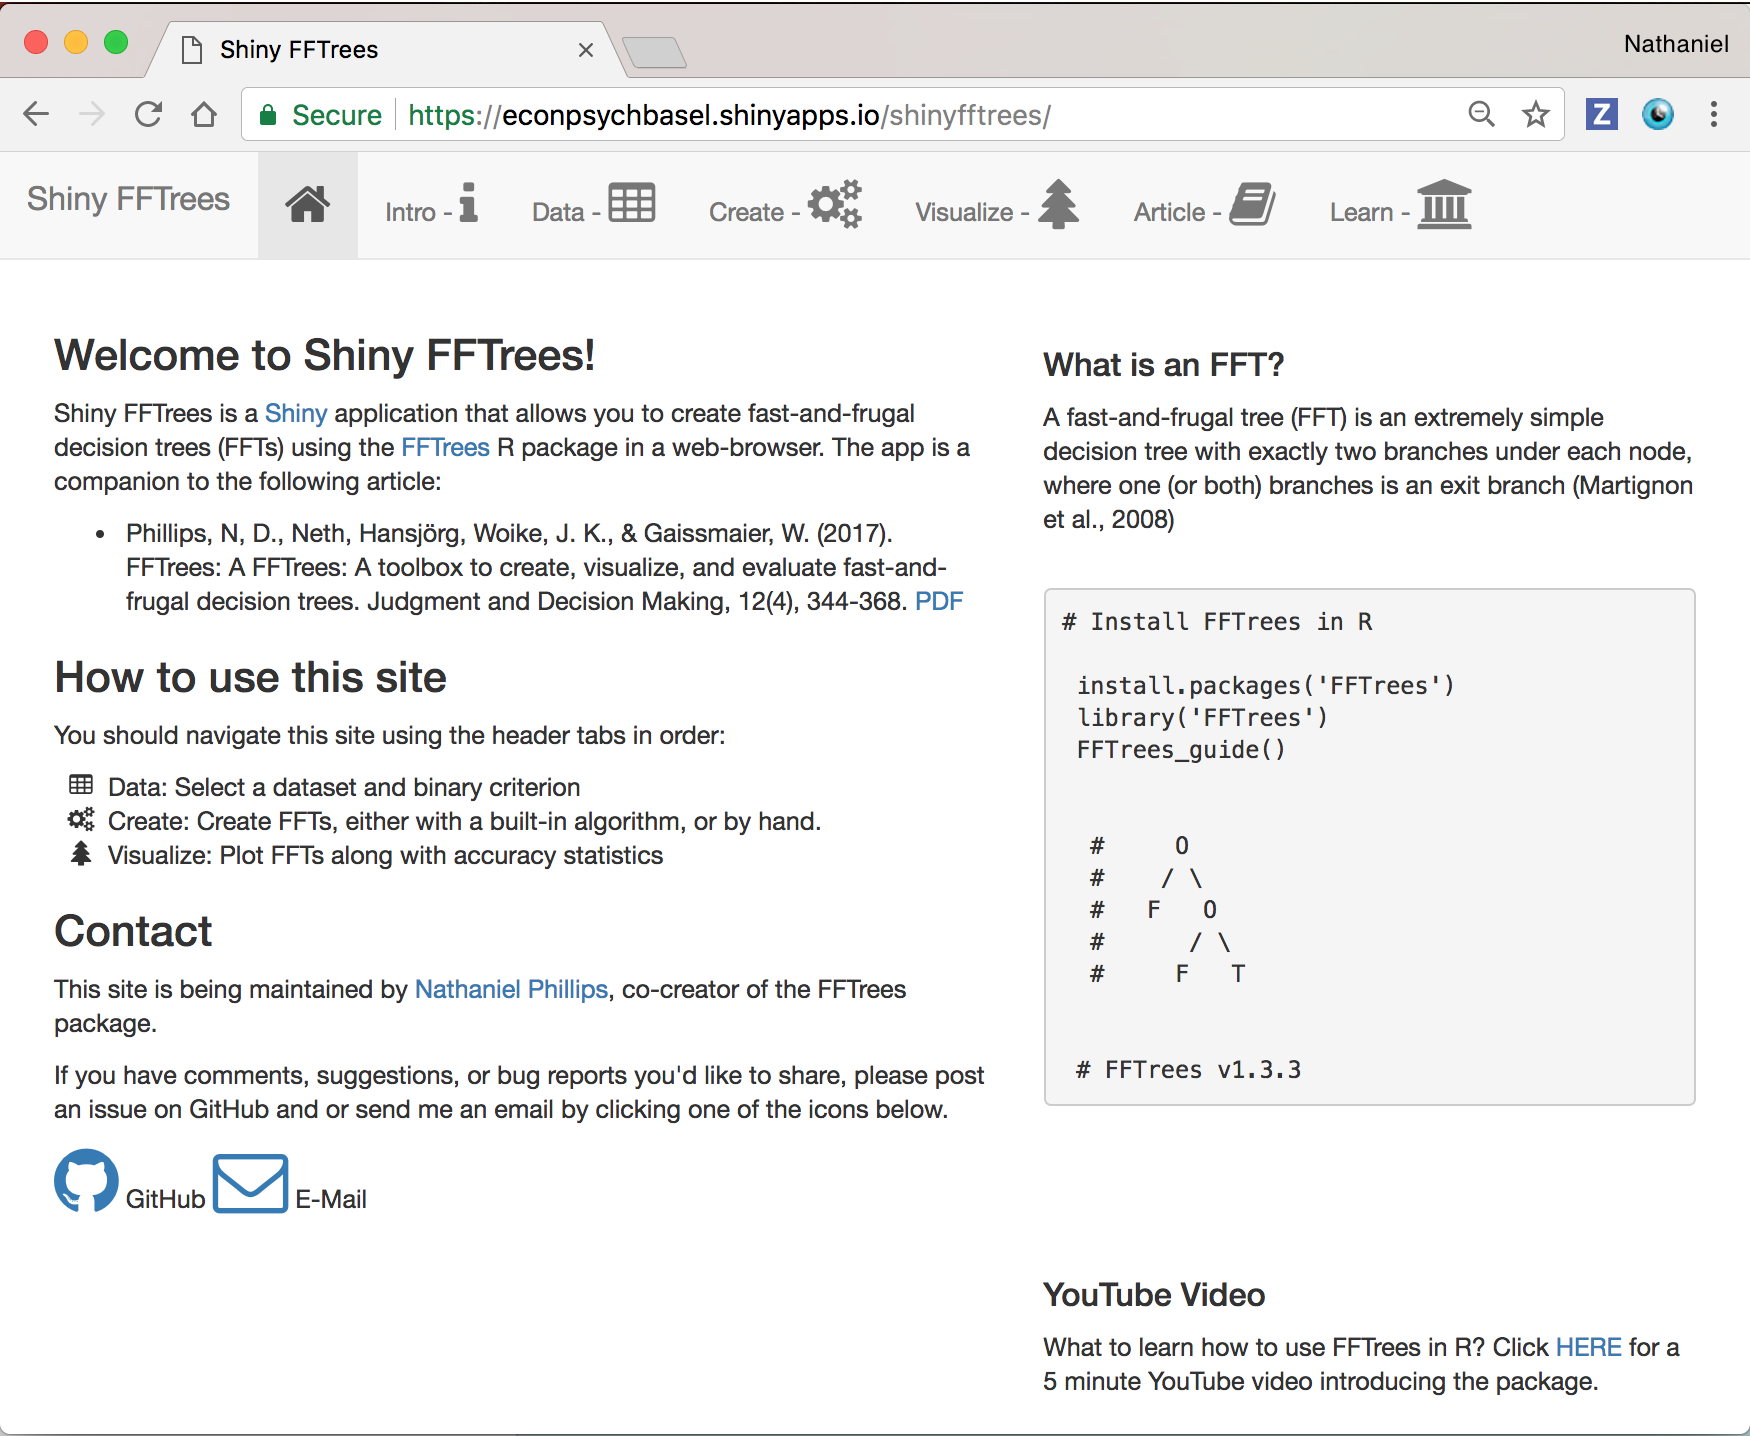 Shiny FFTrees
Nathaniel
Secure https://econpsychbasel.shinyapps.io/shinyfftrees/
Z
Shiny FFTrees
Intro -
Data -
Create -
Visualize -
Article -
Learn -
Welcome to Shiny FFTrees!
Shiny FFTrees is a Shiny application that allows you to create fast-and-frugal
decision trees (FFTs) using the FFTrees R package in a web-browser. The app is a
companion to the following article:
• Phillips, N, D., Neth, Hansjörg, Woike, J. K., & Gaissmaier, W. (2017).
FFTrees: A FFTrees: A toolbox to create, visualize, and evaluate fast-and-
frugal decision trees. Judgment and Decision Making, 12(4), 344-368. PDF
How to use this site
You should navigate this site using the header tabs in order:
Data: Select a dataset and binary criterion
Create: Create FFTs, either with a built-in algorithm, or by hand.
Visualize: Plot FFTs along with accuracy statistics
Contact
This site is being maintained by Nathaniel Phillips, co-creator of the FFTrees
package.
If you have comments, suggestions, or bug reports you'd like to share, please post
an issue on GitHub and or send me an email by clicking one of the icons below.
GitHub E-Mail
What is an FFT?
A fast-and-frugal tree (FFT) is an extremely simple
decision tree with exactly two branches under each node,
where one (or both) branches is an exit branch (Martignon
et al., 2008)
# Install FFTrees in R
install.packages('FFTrees')
library('FFTrees')
FFTrees_guide()
#     O
#    / \
#   F   O
#      / \
#     F   T
# FFTrees v1.3.3
YouTube Video
What to learn how to use FFTrees in R? Click HERE for a
5 minute YouTube video introducing the package.